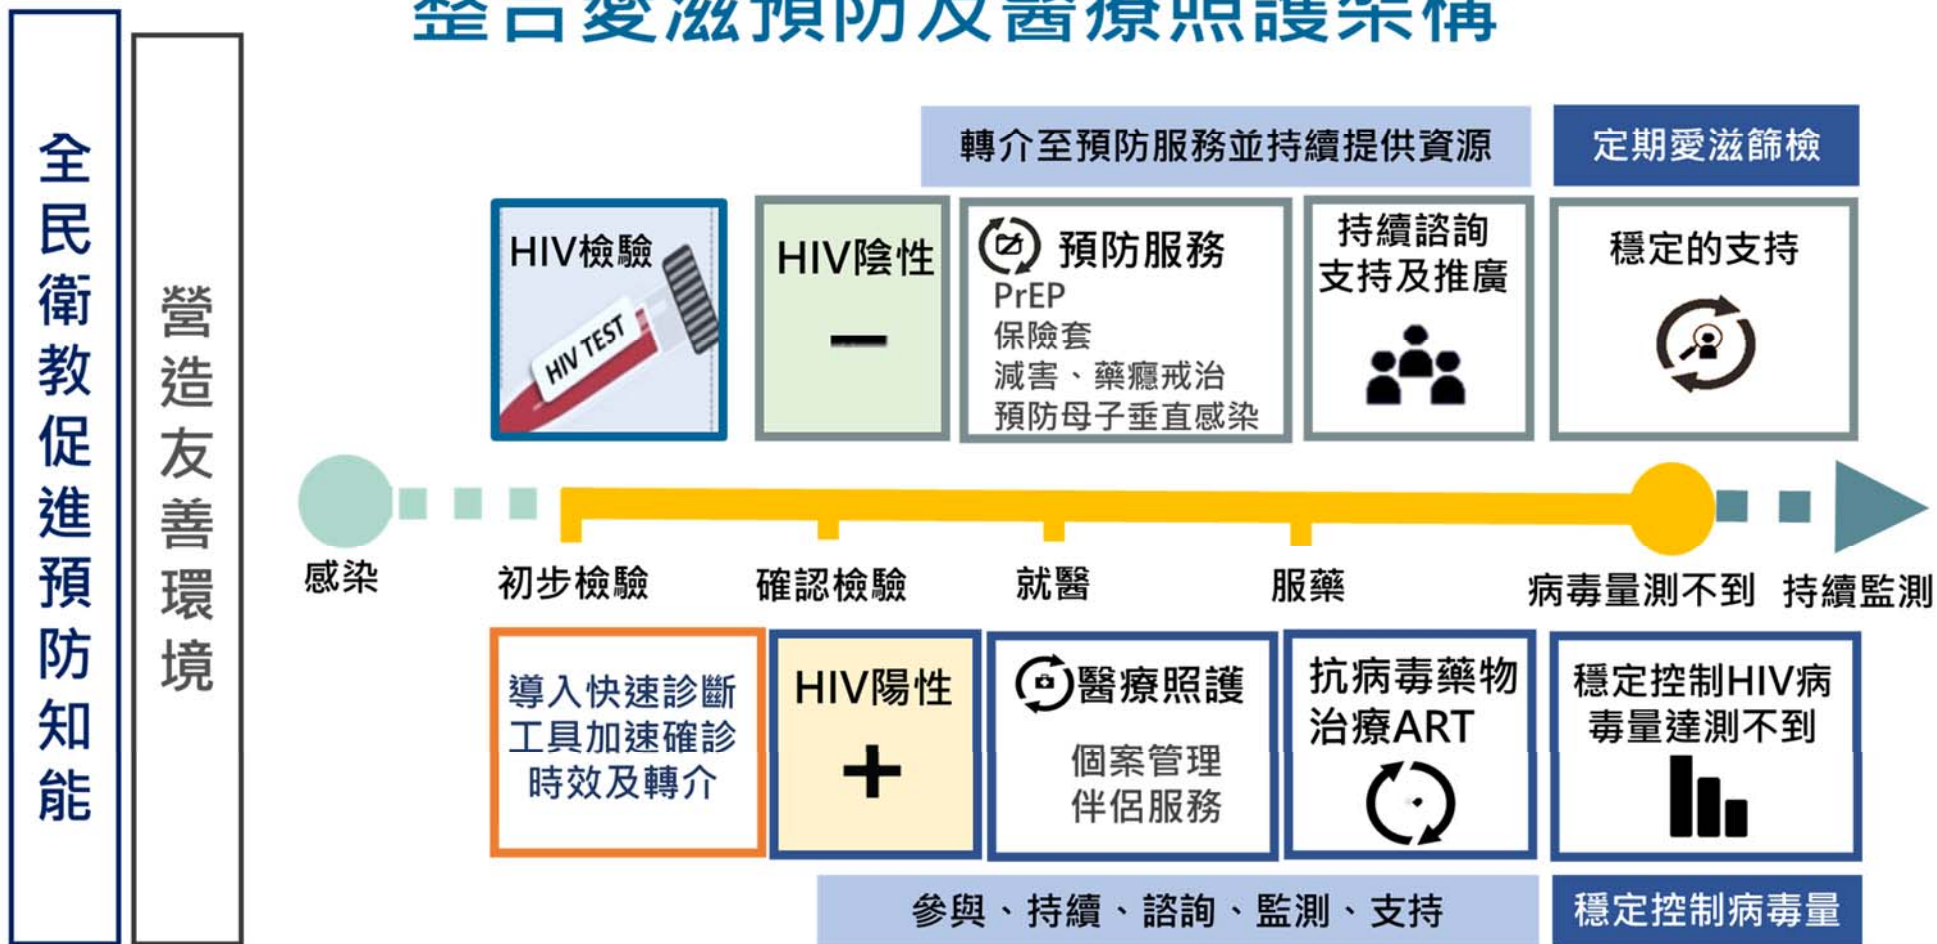 整合愛滋預防及醫療照護架構
全民衛教促進預防知能
營造友善環境
轉介至預防服務並持續提供資源
定期愛滋篩檢
HIV檢驗
HIV TEST
HIV陰性
預防服務
PrEP
保險套
減害、藥癮戒治
預防母子垂直感染
持續諮詢
支持及推廣
穩定的支持
感染
初步檢驗
確認檢驗
就醫
服藥
病毒量測不到
持續監測
導入快速診斷
工具加速確診
時效及轉介
HIV陽性
醫療照護
個案管理
伴侶服務
抗病毒藥物
治療ART
穩定控制HIV病
毒量達測不到
參與、持續、諮詢、監測、支持
穩定控制病毒量